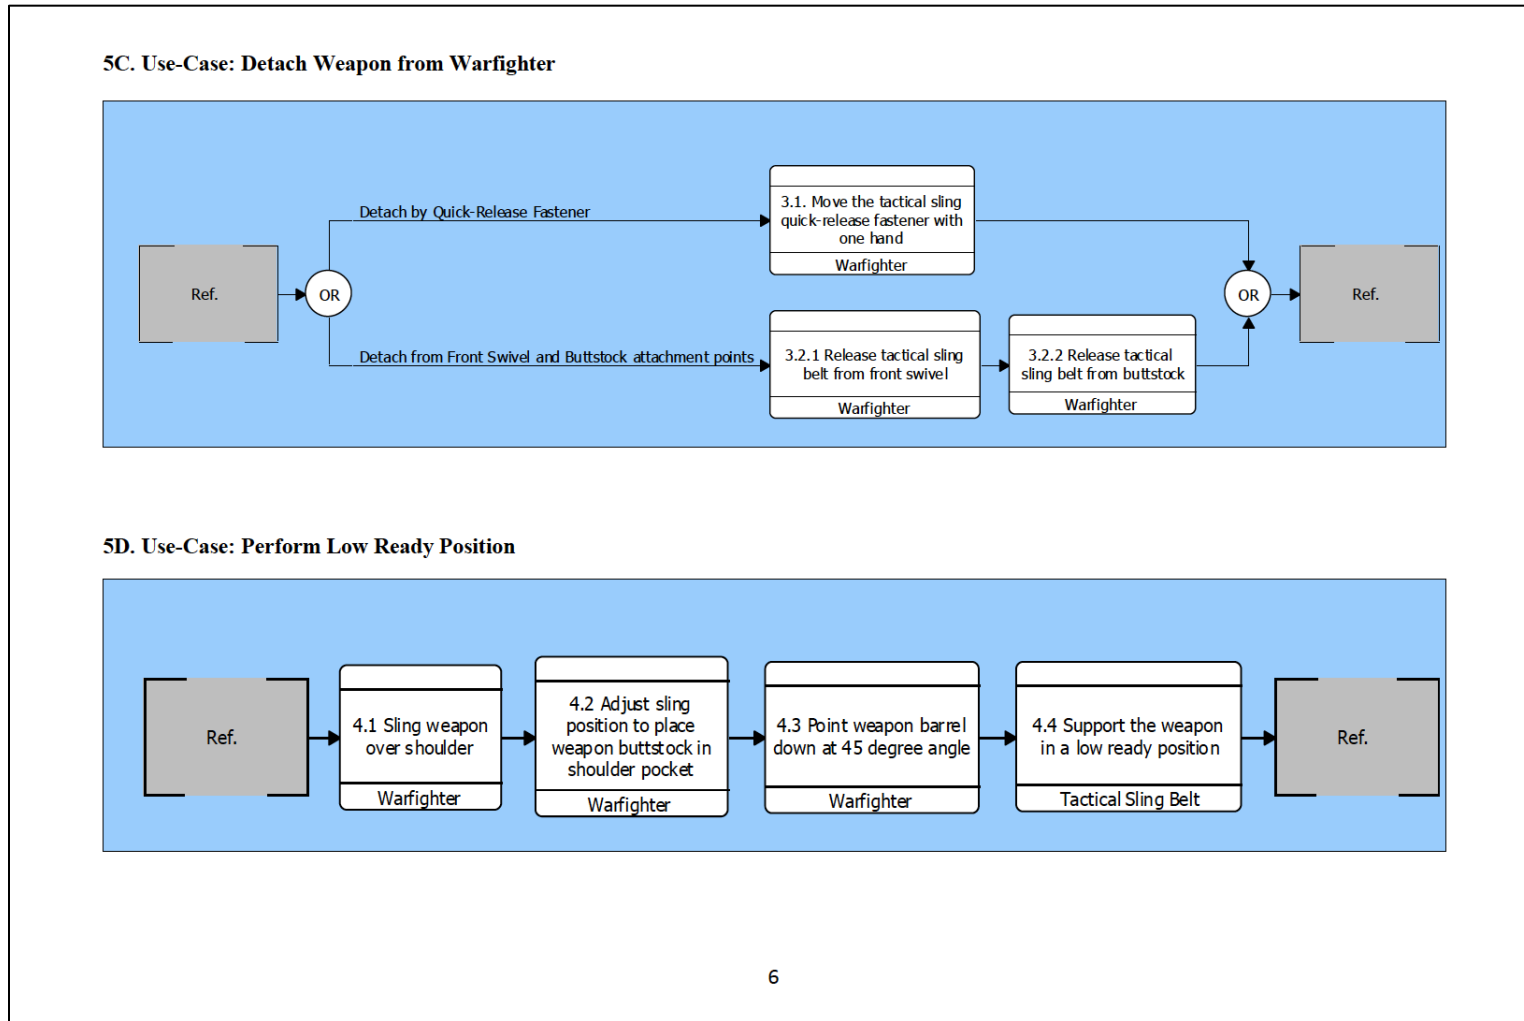 5C. Use-Case: Detach Weapon from Warfighter
Detach by Quick-Release Fastener
3.1. Move the tactical sling
quick-release fastener with
one hand
Warfighter
Ref.
OR
OR
Ref.
Detach from Front Swivel and Buttstock attachment points
3.2.1 Release tactical sling
belt from front swivel
Warfighter
3.2.2 Release tactical
sling belt from buttstock
Warfighter
5D. Use-Case: Perform Low Ready Position
Ref.
4.1 Sling weapon
over shoulder
Warfighter
4.2 Adjust sling
position to place
weapon buttstock in
shoulder pocket
Warfighter
4.3 Point weapon barrel
down at 45 degree angle
Warfighter
4.4 Support the weapon
in a low ready position
Tactical Sling Belt
Ref.
6